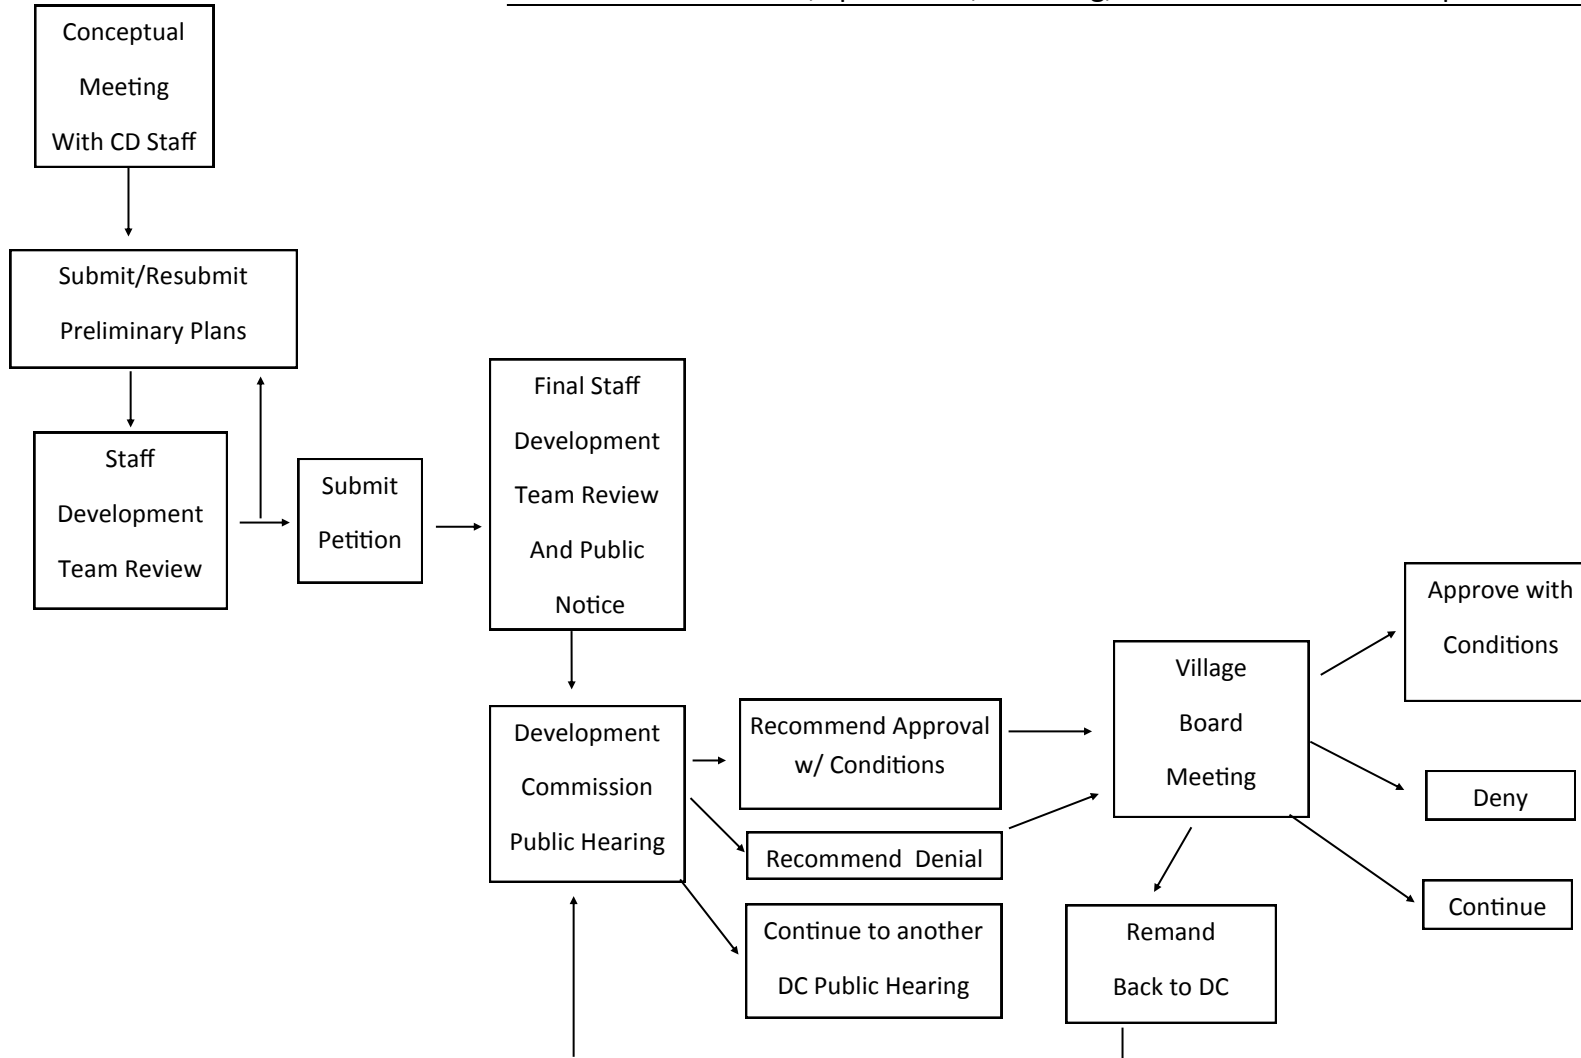 Conceptual
Meeting
With CD Staff
Submit/Resubmit
Preliminary Plans
Staff
Development
Team Review
Submit
Petition
Final Staff
Development
Team Review
And Public
Notice
Development
Commission
Public Hearing
Recommend Approval
w/ Conditions
Recommend Denial
Continue to another
DC Public Hearing
Village
Board
Meeting
Approve with
Conditions
Deny
Continue
Remand
Back to DC